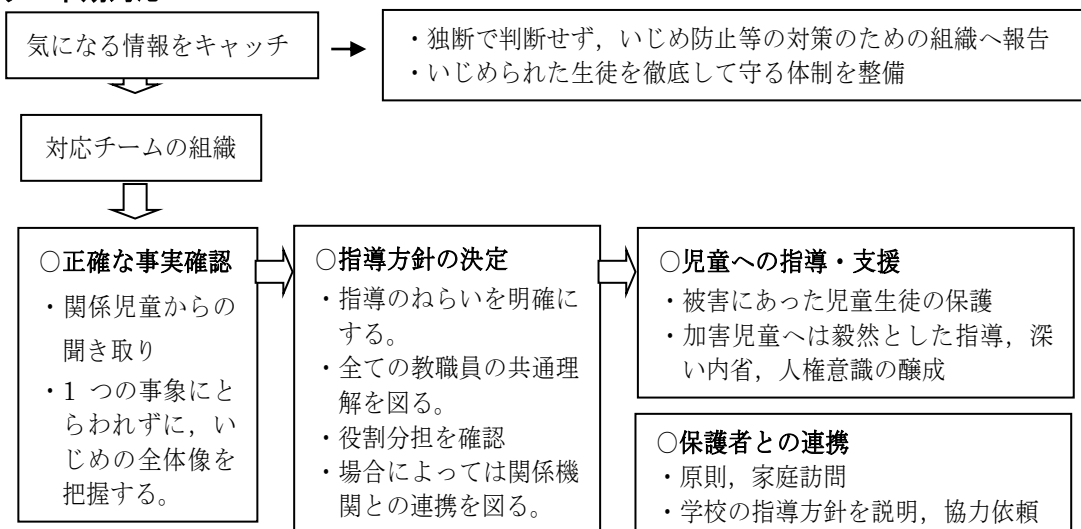 気になる情報をキャッチ
・独断で判断せず，いじめ防止等の対策のための組織へ報告
・いじめられた生徒を徹底して守る体制を整備
対応チームの組織
○正確な事実確認
・関係児童からの
聞き取り
・1 つの事象にと
らわれずに，い
じめの全体像を
把握する。
○指導方針の決定
・指導のねらいを明確に
する。
・全ての教職員の共通理
解を図る。
・役割分担を確認
・場合によっては関係機
関との連携を図る。
○児童への指導・支援
・被害にあった児童生徒の保護
・加害児童へは毅然とした指導，深
い内省，人権意識の醸成
○保護者との連携
・原則，家庭訪問
・学校の指導方針を説明，協力依頼